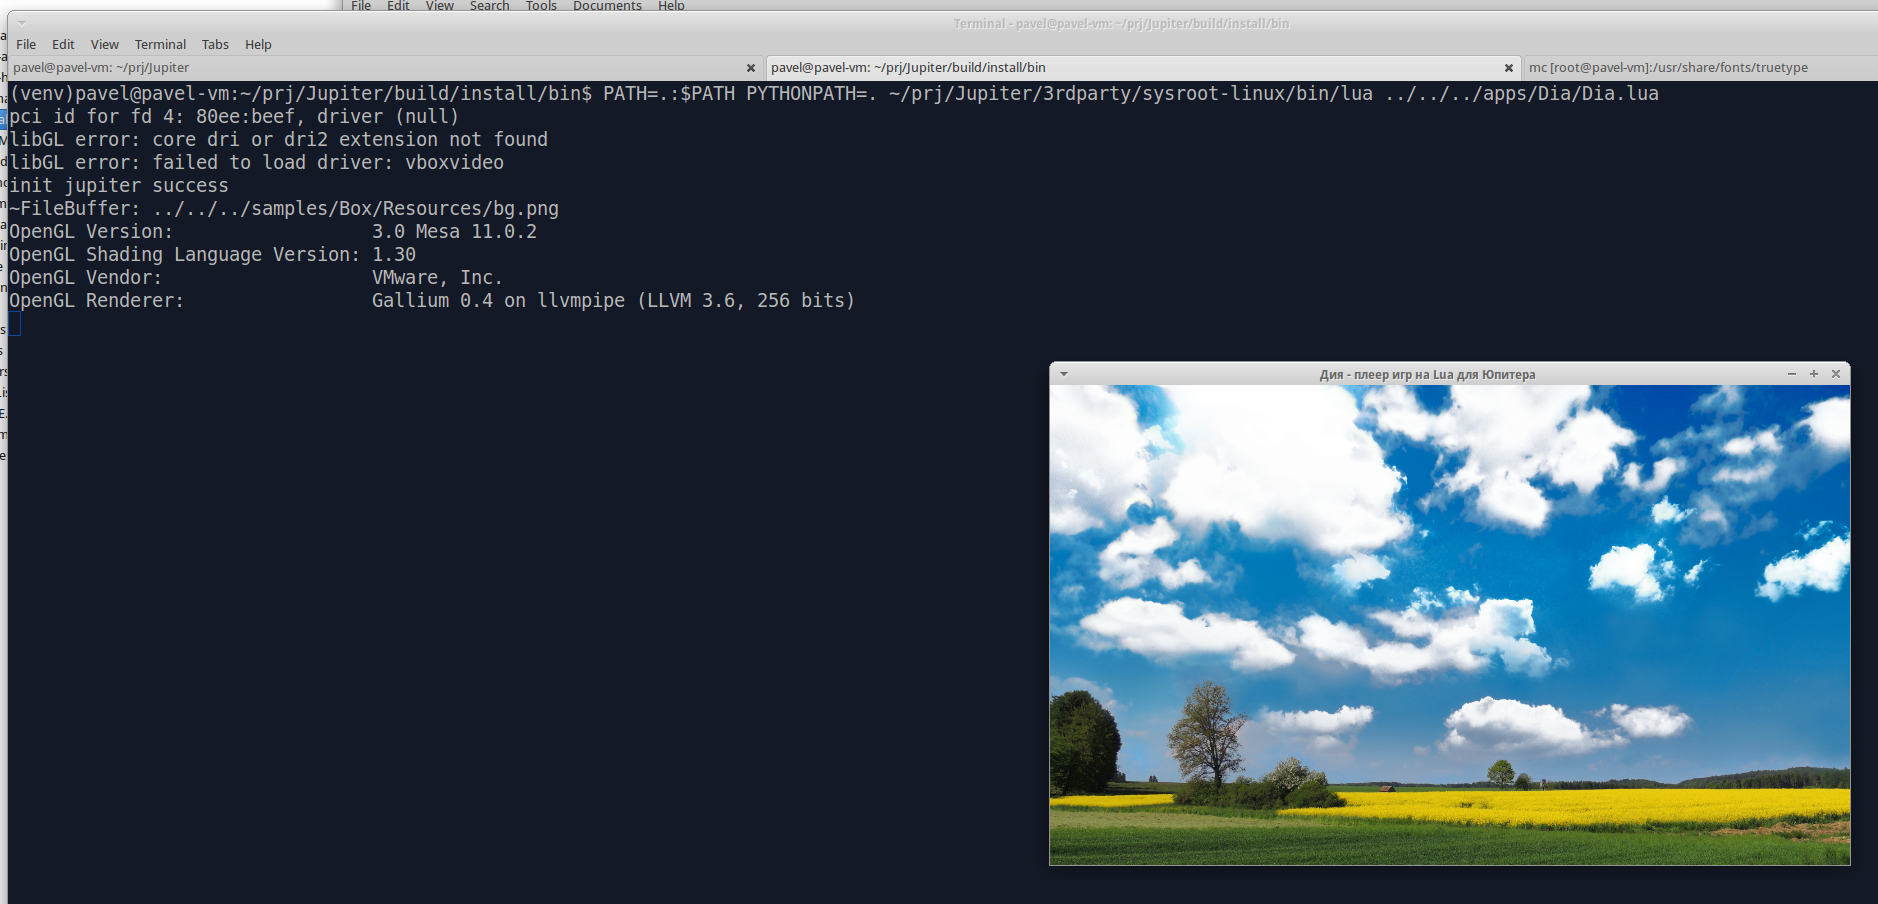 File Edit View Search Tools Documents Help
Terminal - pavel@pavel-vm: ~/prj/Jupiter/build/install/bin
File Edit View Terminal Tabs Help
pavel@pavel-vm: ~/prj/Jupiter
pavel@pavel-vm: ~/prj/Jupiter/build/install/bin
mc [root@pavel-vm]:/usr/share/fonts/truetype
(venv)pavel@pavel-vm:~/prj/Jupiter/build/install/bin$ PATH=.:$PATH PYTHONPATH=. ~/prj/Jupiter/3rdparty/sysroot-linux/bin/lua ../../../apps/Dia/Dia.lua
pci id for fd 4: 80ee:beef, driver (null)
libGL error: core dri or dri2 extension not found
libGL error: failed to load driver: vboxvideo
init jupiter success
~FileBuffer: ../../../samples/Box/Resources/bg.png
OpenGL Version: 3.0 Mesa 11.0.2
OpenGL Shading Language Version: 1.30
OpenGL Vendor: VMware, Inc.
OpenGL Renderer: Gallium 0.4 on llvmpipe (LLVM 3.6, 256 bits)
Дия - плеер игр на Lua для Юпитера